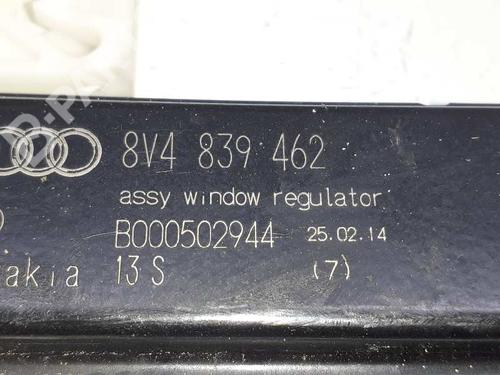 8V4 839 462
assy window regulator
B000502944 25.02.14
akia 13 S (7)